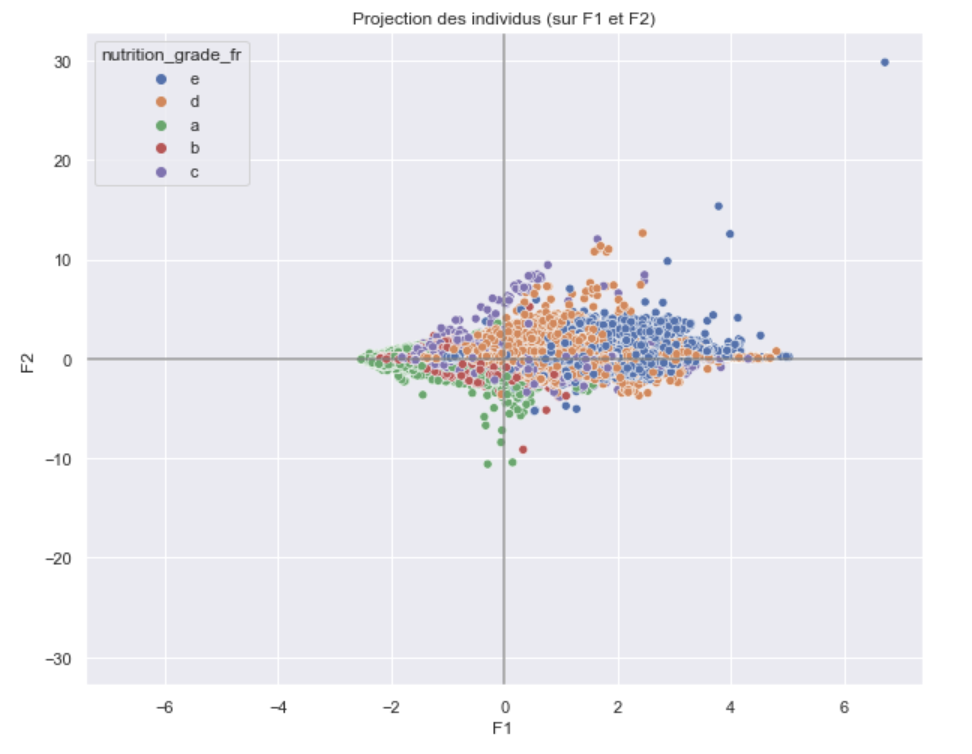 Projection des individus (sur F1 et F2)
nutrition_grade_fr
e
d
a
b
c
30
20
10
0
−10
−20
−30
F2
−6
−4
−2
0
2
4
6
F1